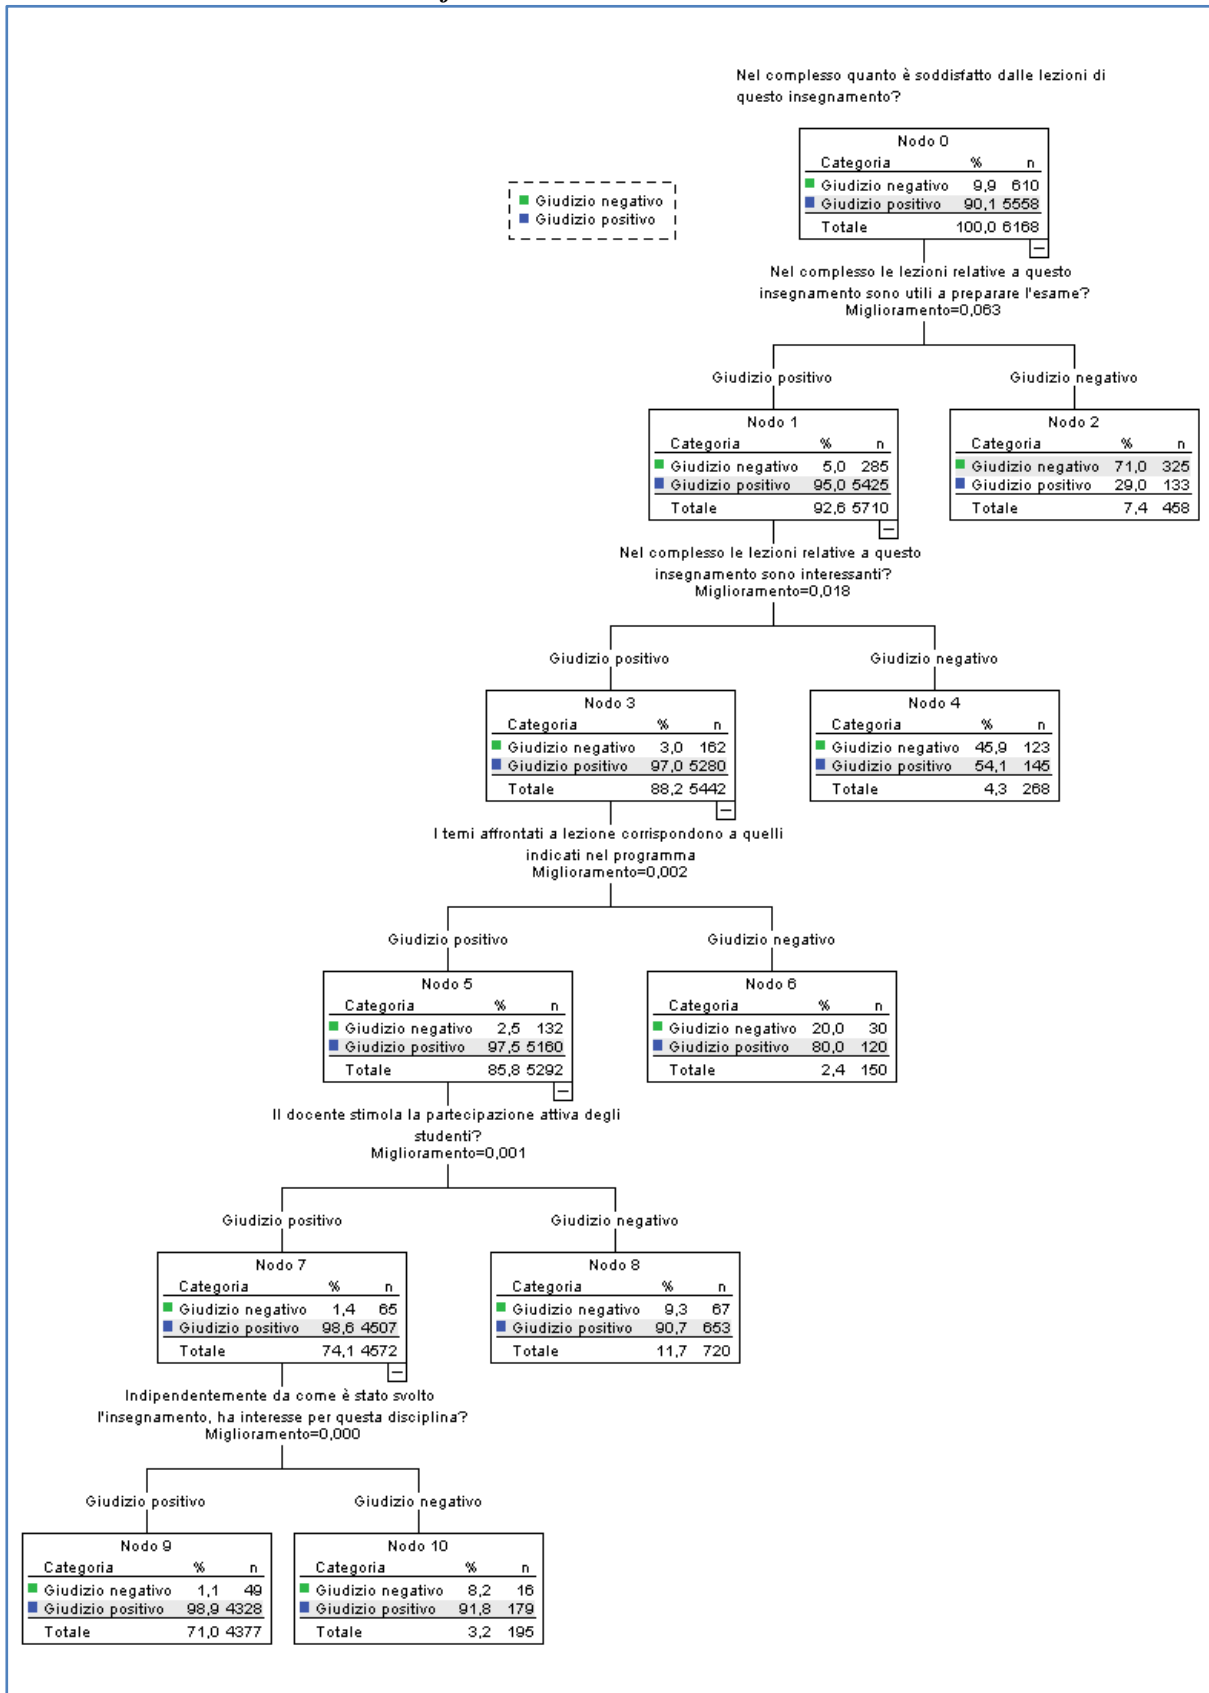 Nel complesso quanto è soddisfatto dalle lezioni di
questo insegnamento?
Nodo 0
Categoria % n
Giudizio negativo 9,9 610
Giudizio positivo 90,1 5558
Totale 100,0 6168
Giudizio negativo
Giudizio positivo
Nel complesso le lezioni relative a questo
insegnamento sono utili a preparare l'esame?
Miglioramento=0,063
Giudizio positivo
Giudizio negativo
Nodo 1
Categoria % n
Giudizio negativo 5,0 285
Giudizio positivo 95,0 5425
Totale 92,6 5710
Nodo 2
Categoria % n
Giudizio negativo 71,0 325
Giudizio positivo 29,0 133
Totale 7,4 458
Nel complesso le lezioni relative a questo
insegnamento sono interessanti?
Miglioramento=0,018
Giudizio positivo
Giudizio negativo
Nodo 3
Categoria % n
Giudizio negativo 3,0 162
Giudizio positivo 97,0 5280
Totale 88,2 5442
Nodo 4
Categoria % n
Giudizio negativo 45,9 123
Giudizio positivo 54,1 145
Totale 4,3 268
I temi affrontati a lezione corrispondono a quelli
indicati nel programma
Miglioramento=0,002
Giudizio positivo
Giudizio negativo
Nodo 5
Categoria % n
Giudizio negativo 2,5 132
Giudizio positivo 97,5 5160
Totale 85,8 5292
Nodo 6
Categoria % n
Giudizio negativo 20,0 30
Giudizio positivo 80,0 120
Totale 2,4 150
Il docente stimola la partecipazione attiva degli
studenti?
Miglioramento=0,001
Giudizio positivo
Giudizio negativo
Nodo 7
Categoria % n
Giudizio negativo 1,4 65
Giudizio positivo 98,6 4507
Totale 74,1 4572
Nodo 8
Categoria % n
Giudizio negativo 9,3 67
Giudizio positivo 90,7 653
Totale 11,7 720
Indipendentemente da come è stato svolto
l'insegnamento, ha interesse per questa disciplina?
Miglioramento=0,000
Giudizio positivo
Giudizio negativo
Nodo 9
Categoria % n
Giudizio negativo 1,1 49
Giudizio positivo 98,9 4328
Totale 71,0 4377
Nodo 10
Categoria % n
Giudizio negativo 8,2 16
Giudizio positivo 91,8 179
Totale 3,2 195